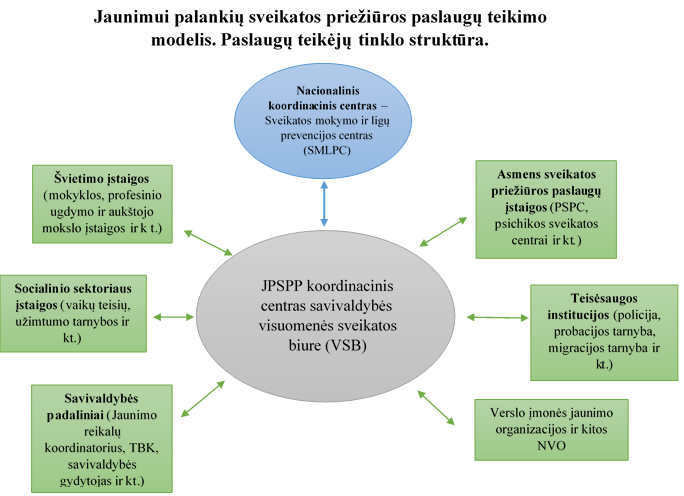 Jaunimui palankių sveikatos priežiūros paslaugų teikimo
modelis. Paslaugų teikėjų tinklo struktūra.
Nacionalinis
koordinacinis centras –
Sveikatos mokymo ir ligų
prevencijos centras
(SMLPC)
Švietimo įstaigos
(mokyklos, profesinio
ugdymo ir aukštojo
mokslo įstaigos ir k t.)
Asmens sveikatos
priežiūros paslaugų
įstaigos (PSPC,
psichikos sveikatos
centrai ir kt.)
Socialinio sektoriaus
įstaigos (vaikų teisių,
užimtumo tarnybos ir
kt.)
JPSPP koordinacinis
centras savivaldybės
visuomenės sveikatos
biure (VSB)
Teisėsaugos
institucijos (policija,
probacijos tarnyba,
migracijos tarnyba ir
kt.)
Savivaldybės
padaliniai (Jaunimo
reikalų
koordinatorius, TBK,
savivaldybės
gydytojas ir kt.)
Verslo įmonės jaunimo
organizacijos ir kitos
NVO